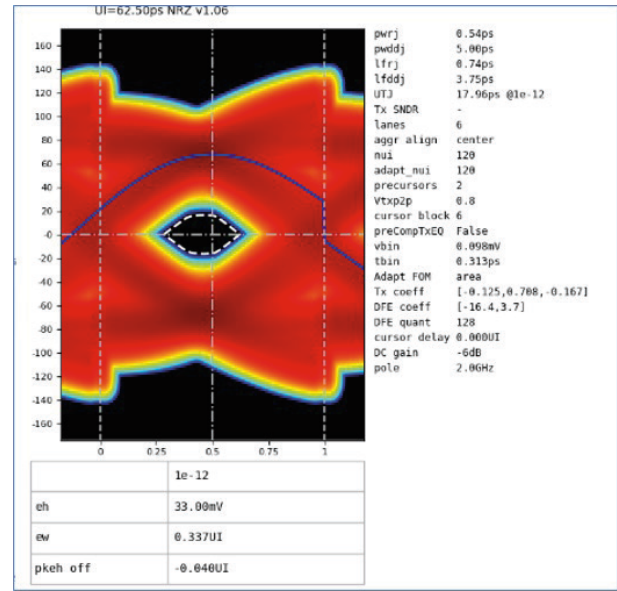 UI=62.50ps NRZ v1.06
160
140
120
100
80
60
40
20
-0
-20
-40
-60
-80
-100
-120
-140
-160
0
0.25
0.5
0.75
1
pwrj 0.54ps
pwddj 5.00ps
lfrj 0.74ps
lfddj 3.75ps
UTJ 17.96ps @1e-12
Tx SNDR -
lanes 6
aggr align center
nui 120
adapt_nui 120
precursors 2
Vtxp2p 0.8
cursor block 6
preCompTxEQ False
vbin 0.098mV
tbin 0.313ps
Adapt FOM area
Tx coeff [-0.125,0.708,-0.167]
DFE coeff [-16.4,3.7]
DFE quant 128
cursor delay 0.000UI
DC gain -6dB
pole 2.0GHz
1e-12
eh 33.00mV
ew 0.337UI
pkeh off -0.040UI